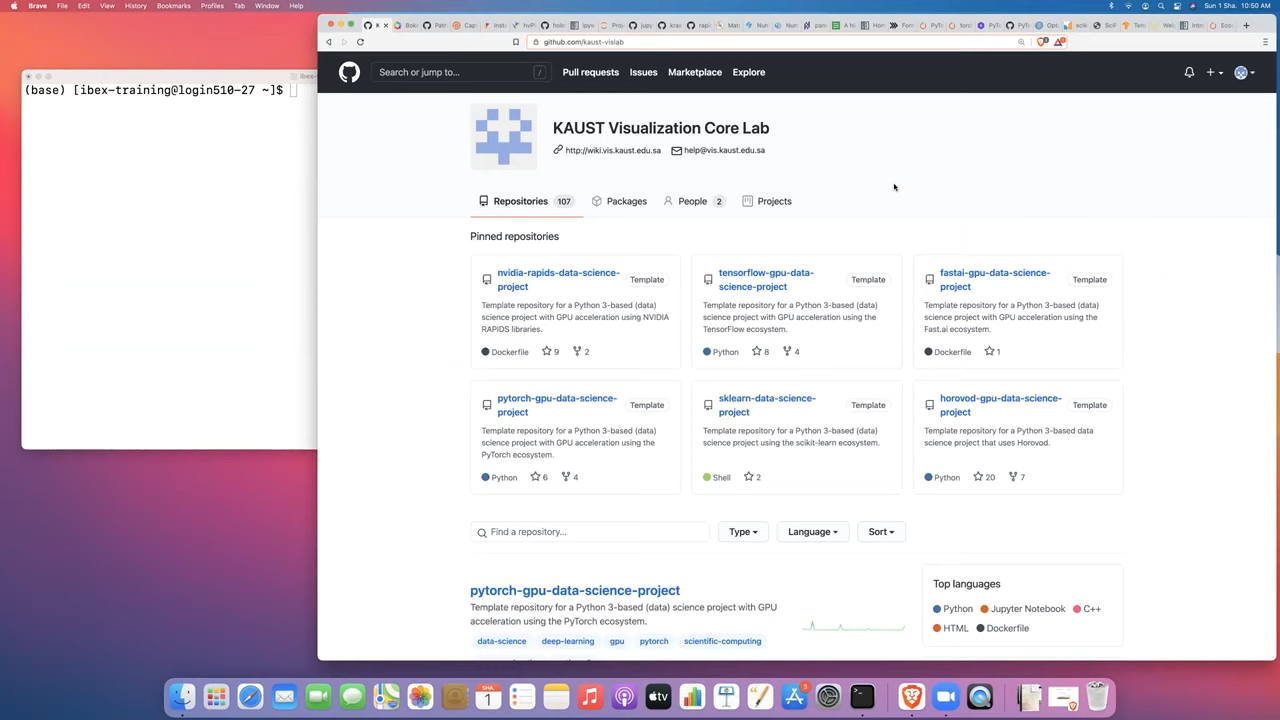 Brave File Edit View History Bookmarks Profiles Tab Window Help
Sun 1 Sha. 10:50 AM
github.com/kaust-vislab
(base) [ibex-training@login510-27 ~]$
Search or jump to... /
Pull requests Issues Marketplace Explore
KAUST Visualization Core Lab
http://wiki.vis.kaust.edu.sa help@vis.kaust.edu.sa
Repositories 107 Packages People 2 Projects
Pinned repositories
nvidia-rapids-data-science-
project
Template
Template repository for a Python 3-based (data)
science project with GPU acceleration using NVIDIA
RAPIDS libraries.
Dockerfile 9 2
tensorflow-gpu-data-
science-project
Template
Template repository for a Python 3-based (data)
science project with GPU acceleration using the
TensorFlow ecosystem.
Python 8 4
fastai-gpu-data-science-
project
Template
Template repository for a Python 3-based (data)
science project with GPU acceleration using the
Fast.ai ecosystem.
Dockerfile 1
pytorch-gpu-data-science-
project
Template
Template repository for a Python 3-based (data)
science project with GPU acceleration using the
PyTorch ecosystem.
Python 6 4
sklearn-data-science-
project
Template
Template repository for a Python 3-based (data)
science project using the scikit-learn ecosystem.
Shell 2
horovod-gpu-data-science-
project
Template
Template repository for a Python 3-based data
science project that uses Horovod.
Python 20 7
Find a repository...
Type Language Sort
pytorch-gpu-data-science-project
Template repository for a Python 3-based (data) science project with GPU
acceleration using the PyTorch ecosystem.
data-science deep-learning gpu pytorch scientific-computing
Top languages
Python Jupyter Notebook C++
HTML Dockerfile
SHA.
1
tv
3